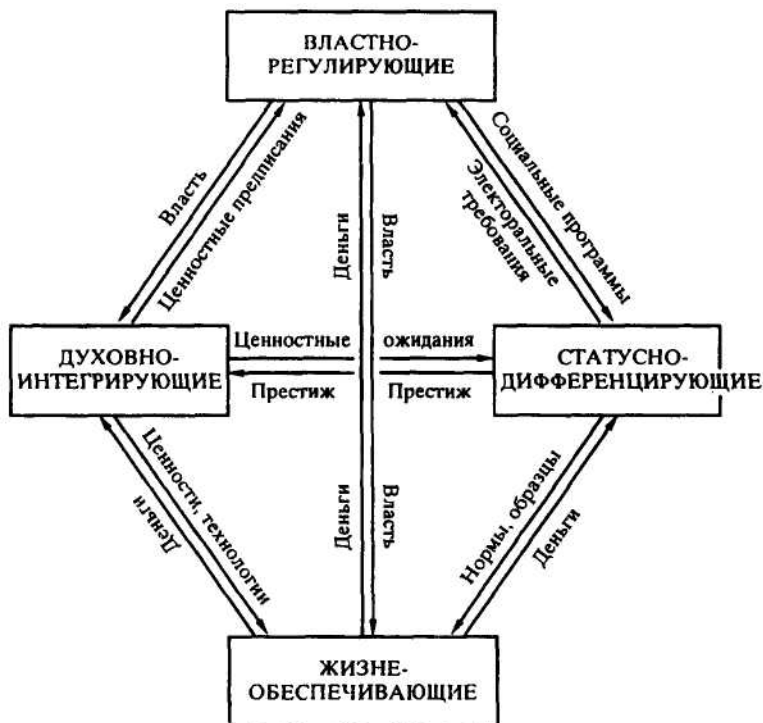 ВЛАСТНО-
РЕГУЛИРУЮЩИЕ
Власть
Ценностные предписания
Деньги
Власть
Электоральные
требования
Социальные программы
ДУХОВНО-
ИНТЕГРИРУЮЩИЕ
Ценностные ожидания
Престиж Престиж
СТАТУСНО-
ДИФФЕРЕНЦИРУЮЩИЕ
Деньги
Ценности, технологии
Деньги
Власть
Нормы, образцы
Деньги
ЖИЗНЕ-
ОБЕСПЕЧИВАЮЩИЕ